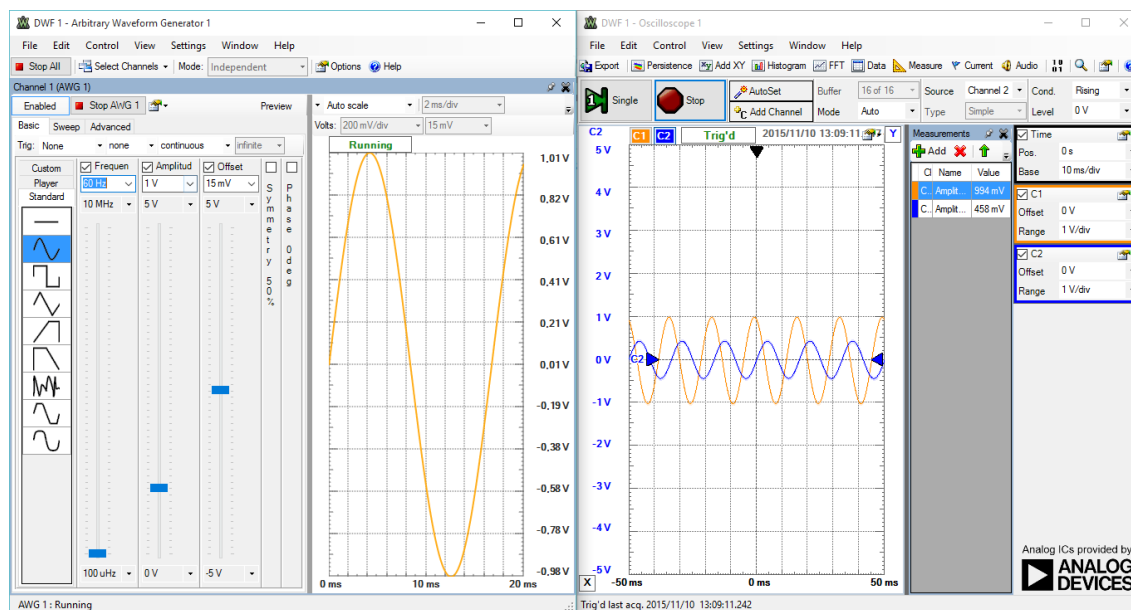 DWF 1 - Arbitrary Waveform Generator 1
File Edit Control View Settings Window Help
Stop All Select Channels Mode: Independent Options Help
Channel 1 (AWG 1)
Enabled Stop AWG 1 Preview
Basic Sweep Advanced
Trig: None none continuous infinite
Custom
Player
Standard
Frequen Amplitud Offset
60 Hz 1 V 15 mV
10 MHz 5 V 5 V
Symmetry 50%
Phase 0deg
100 uHz 0 V -5 V
Auto scale 2 ms/div
Volts: 200 mV/div 15 mV
Running
1,01 V
0,82 V
0,61 V
0,41 V
0,21 V
0,01 V
-0,19 V
-0,38 V
-0,58 V
-0,78 V
-0,98 V
0 ms 10 ms 20 ms
AWG 1 : Running
DWF 1 - Oscilloscope 1
File Edit Control View Settings Window Help
Export Persistence Add XY Histogram FFT Data Measure Current Audio
Single Stop AutoSet Buffer 16 of 16 Source Channel 2 Cond. Rising
Add Channel Mode Auto Type Simple Level 0 V
C2 C1 C2 Trig'd 2015/11/10 13:09:11 Y
5 V
4 V
3 V
2 V
1 V
0 V
-1 V
-2 V
-3 V
-4 V
-5 V
C2
X -50 ms 0 ms 50 ms
Measurements
Add
Cl Name Value
C.. Amplit... 994 mV
C.. Amplit... 458 mV
Time
Pos. 0 s
Base 10 ms/div
C1
Offset 0 V
Range 1 V/div
C2
Offset 0 V
Range 1 V/div
Analog ICs provided by
ANALOG
DEVICES
Trig'd last acq. 2015/11/10 13:09:11.242